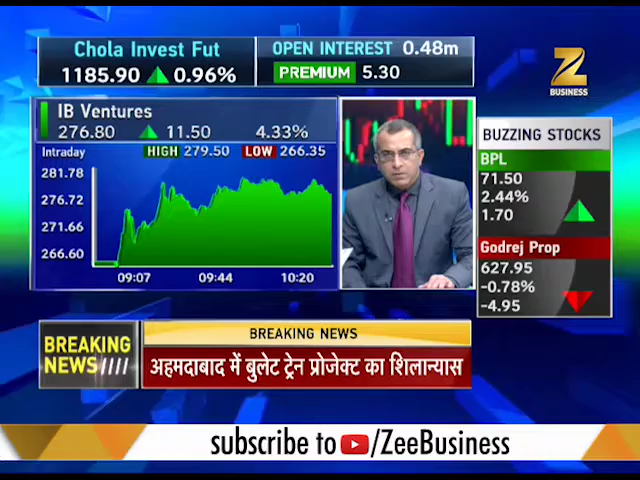 Chola Invest Fut
1185.90 0.96%
OPEN INTEREST 0.48m
PREMIUM 5.30
Z
BUSINESS
IB Ventures
276.80 11.50 4.33%
Intraday HIGH 279.50 LOW 266.35
281.78
276.72
271.66
266.60
09:07 09:44 10:20
BUZZING STOCKS
BPL
71.50
2.44%
1.70
Godrej Prop
627.95
-0.78%
-4.95
BREAKING
NEWS////
BREAKING NEWS
अहमदाबाद में बुलेट ट्रेन प्रोजेक्ट का शिलान्यास
subscribe to /ZeeBusiness